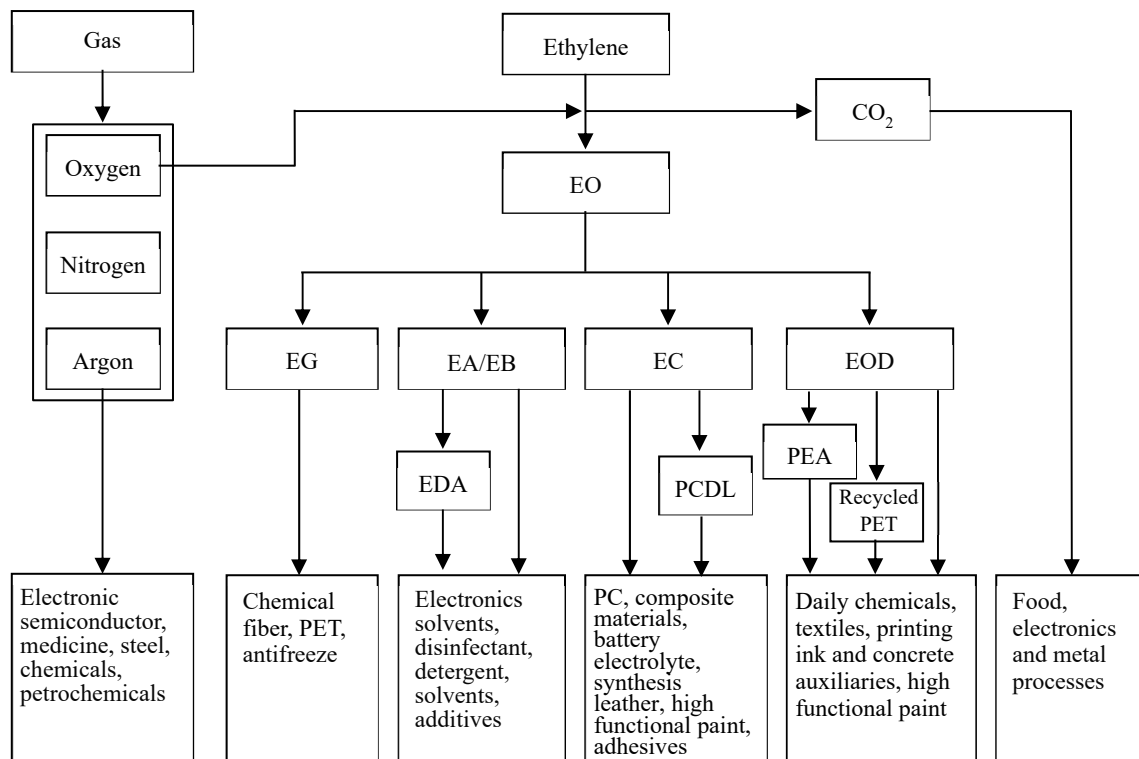 Gas
Ethylene
CO2
Oxygen
EO
Nitrogen
Argon
EG
EA/EB
EC
EOD
PEA
EDA
PCDL
Recycled
PET
Electronic
semiconductor,
medicine, steel,
chemicals,
petrochemicals
Chemical
fiber, PET,
antifreeze
Electronics
solvents,
disinfectant,
detergent,
solvents,
additives
PC, composite
materials,
battery
electrolyte,
synthesis
leather, high
functional paint,
adhesives
Daily chemicals,
textiles, printing
ink and concrete
auxiliaries, high
functional paint
Food,
electronics
and metal
processes